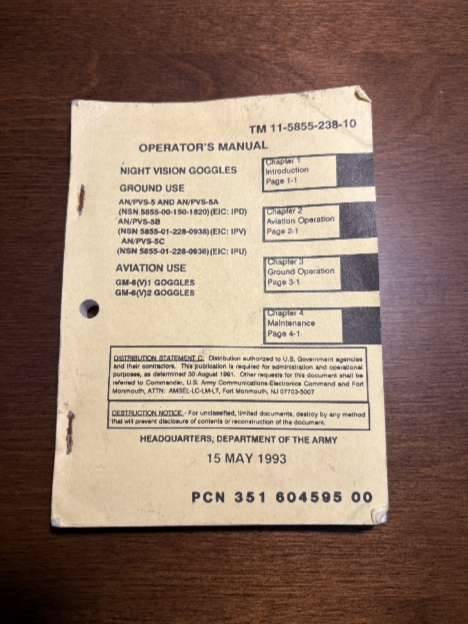 TM 11-5855-238-10
OPERATOR'S MANUAL
NIGHT VISION GOGGLES
GROUND USE
AN/PVS-5 AND AN/PVS-5A
(NSN 5855-00-150-1820)(EIC: IPD)
AN/PVS-5B
(NSN 5855-01-228-0938)(EIC: IPV)
AN/PVS-5C
(NSN 5855-01-228-0936)(EIC: IPU)
AVIATION USE
GM-6(V)1 GOGGLES
GM-6(V)2 GOGGLES
Chapter 1
Introduction
Page 1-1
Chapter 2
Aviation Operation
Page 2-1
Chapter 3
Ground Operation
Page 3-1
Chapter 4
Maintenance
Page 4-1
DISTRIBUTION STATEMENT C: Distribution authorized to U.S. Government agencies
and their contractors. This publication is required for administration and operational
purposes, as determined 30 August 1991. Other requests for this document shall be
referred to Commander, U.S. Army Communications-Electronics Command and Fort
Monmouth, ATTN: AMSEL-LC-LM-LT, Fort Monmouth, NJ 07703-5007
DESTRUCTION NOTICE - For unclassified, limited documents, destroy by any method
that will prevent disclosure of contents or reconstruction of the document.
HEADQUARTERS, DEPARTMENT OF THE ARMY
15 MAY 1993
PCN 351 604595 00